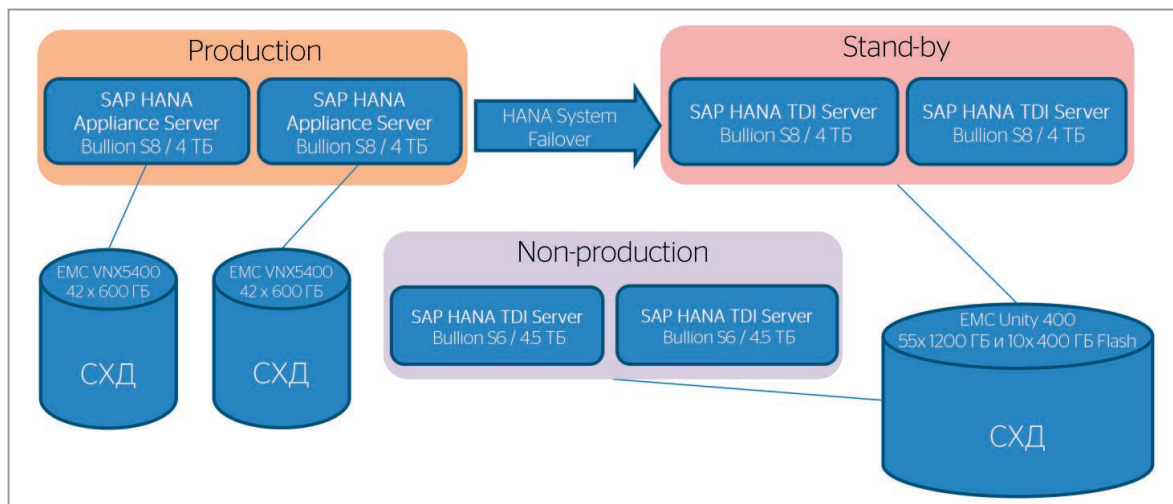 Production
SAP HANA
Appliance Server
Bullion S8 / 4 ТБ
SAP HANA
Appliance Server
Bullion S8 / 4 ТБ
HANA System
Failover
Stand-by
SAP HANA TDI Server
Bullion S8 / 4 ТБ
SAP HANA TDI Server
Bullion S8 / 4 ТБ
EMC VNX5400
42 x 600 ГБ
СХД
EMC VNX5400
42 x 600 ГБ
СХД
Non-production
SAP HANA TDI Server
Bullion S6 / 4.5 ТБ
SAP HANA TDI Server
Bullion S6 / 4.5 ТБ
EMC Unity 400
55x 1200 ГБ и 10x 400 ГБ Flash
СХД